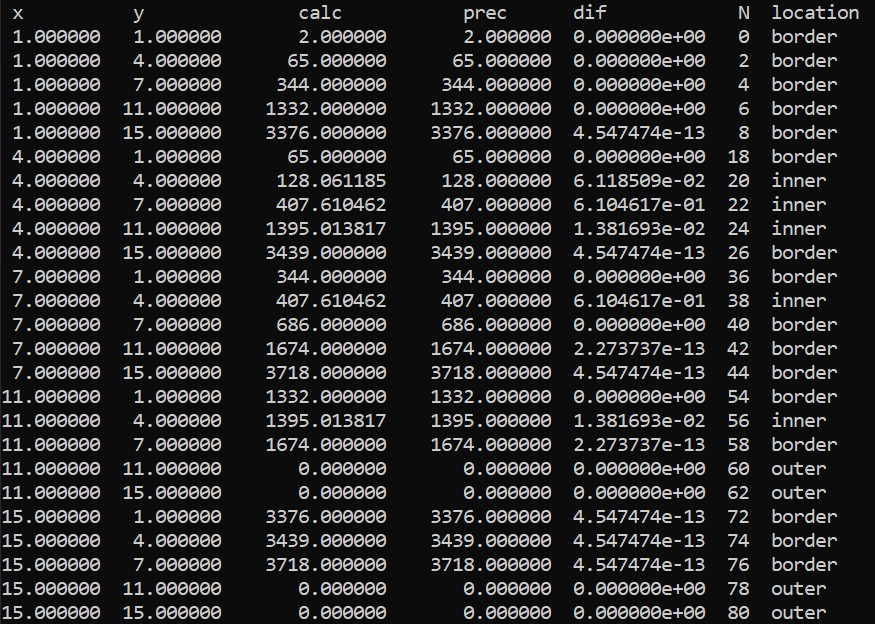 x y calc prec dif N location
1.000000 1.000000 2.000000 2.000000 0.000000e+00 0 border
1.000000 4.000000 65.000000 65.000000 0.000000e+00 2 border
1.000000 7.000000 344.000000 344.000000 0.000000e+00 4 border
1.000000 11.000000 1332.000000 1332.000000 0.000000e+00 6 border
1.000000 15.000000 3376.000000 3376.000000 4.547474e-13 8 border
4.000000 1.000000 65.000000 65.000000 0.000000e+00 18 border
4.000000 4.000000 128.061185 128.000000 6.118509e-02 20 inner
4.000000 7.000000 407.610462 407.000000 6.104617e-01 22 inner
4.000000 11.000000 1395.013817 1395.000000 1.381693e-02 24 inner
4.000000 15.000000 3439.000000 3439.000000 4.547474e-13 26 border
7.000000 1.000000 344.000000 344.000000 0.000000e+00 36 border
7.000000 4.000000 407.610462 407.000000 6.104617e-01 38 inner
7.000000 7.000000 686.000000 686.000000 0.000000e+00 40 border
7.000000 11.000000 1674.000000 1674.000000 2.273737e-13 42 border
7.000000 15.000000 3718.000000 3718.000000 4.547474e-13 44 border
11.000000 1.000000 1332.000000 1332.000000 0.000000e+00 54 border
11.000000 4.000000 1395.013817 1395.000000 1.381693e-02 56 inner
11.000000 7.000000 1674.000000 1674.000000 2.273737e-13 58 border
11.000000 11.000000 0.000000 0.000000 0.000000e+00 60 outer
11.000000 15.000000 0.000000 0.000000 0.000000e+00 62 outer
15.000000 1.000000 3376.000000 3376.000000 4.547474e-13 72 border
15.000000 4.000000 3439.000000 3439.000000 4.547474e-13 74 border
15.000000 7.000000 3718.000000 3718.000000 4.547474e-13 76 border
15.000000 11.000000 0.000000 0.000000 0.000000e+00 78 outer
15.000000 15.000000 0.000000 0.000000 0.000000e+00 80 outer